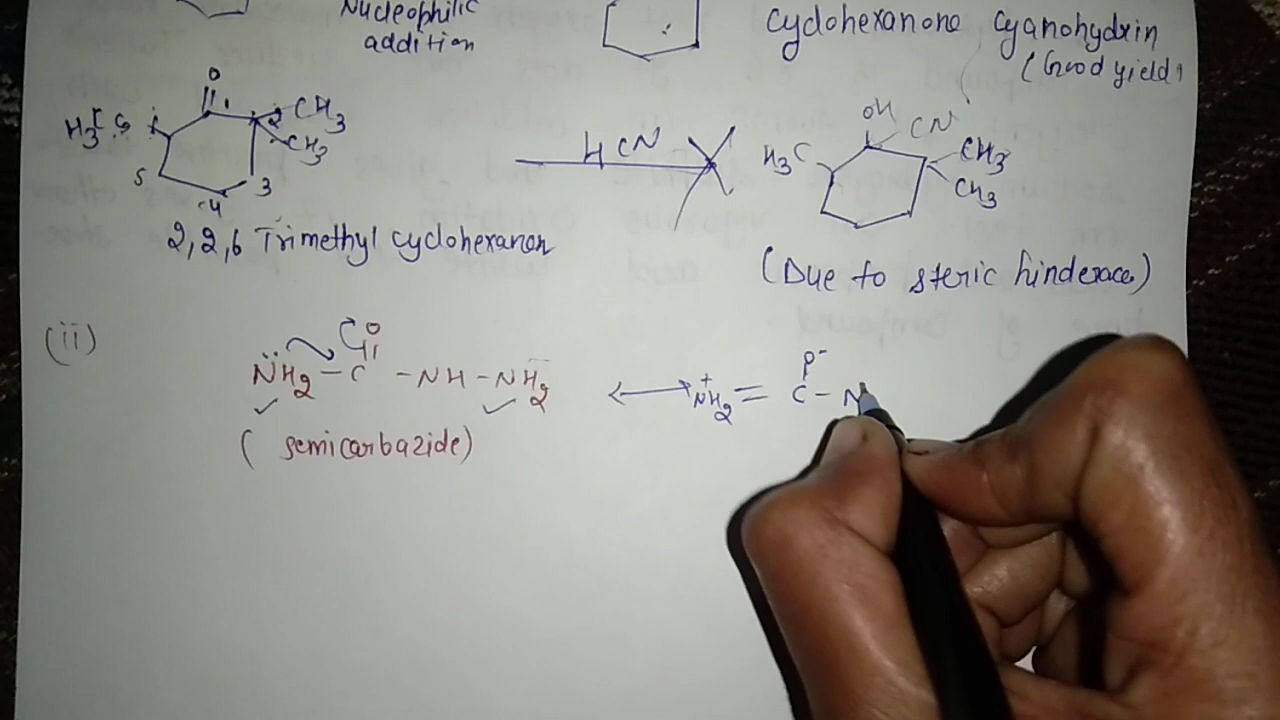 Nucleophilic
addition
Cyclohexanone Cyanohydrin
(Good yield)
O
1
2
CH3
CH3
H3C
6
5
4
3
HCN
OH
CN
H3C
CH3
CH3
2,2,6 Trimethyl cyclohexanon
(Due to steric hinderace)
(ii)
O
NH2 - C - NH - NH2
(semicarbazide)
O-
+
NH2 = C - N